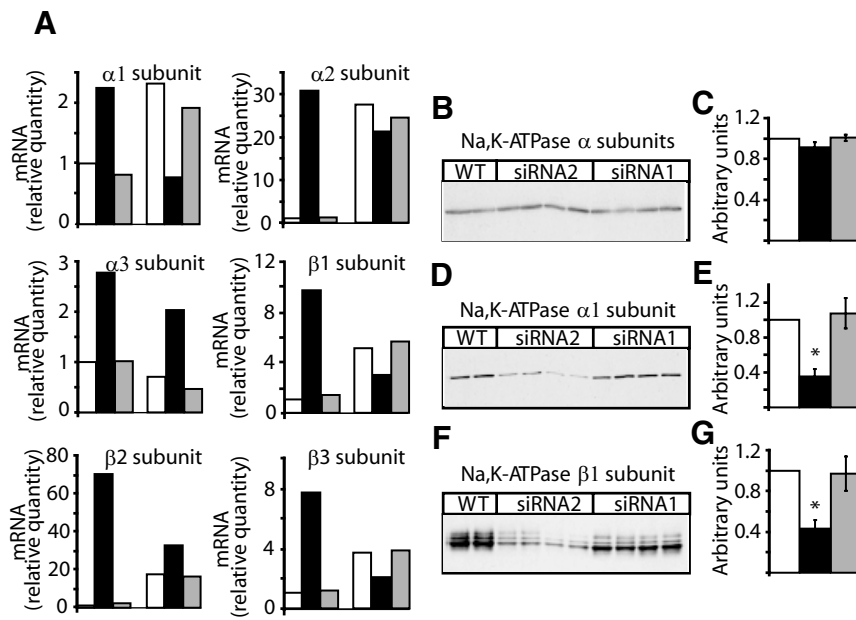 A
α1 subunit
mRNA
(relative quantity)
2
1
0
α2 subunit
mRNA
(relative quantity)
30
20
10
0
α3 subunit
mRNA
(relative quantity)
3
2
1
0
β1 subunit
mRNA
(relative quantity)
12
8
4
0
β2 subunit
mRNA
(relative quantity)
80
60
40
20
0
β3 subunit
mRNA
(relative quantity)
8
4
0
B
Na,K-ATPase α subunits
WT siRNA2 siRNA1
C
Arbitrary units
1.2
0.8
0.4
D
Na,K-ATPase α1 subunit
WT siRNA2 siRNA1
E
Arbitrary units
1.2
0.8
0.4
*
F
Na,K-ATPase β1 subunit
WT siRNA2 siRNA1
G
Arbitrary units
1.2
0.8
0.4
*